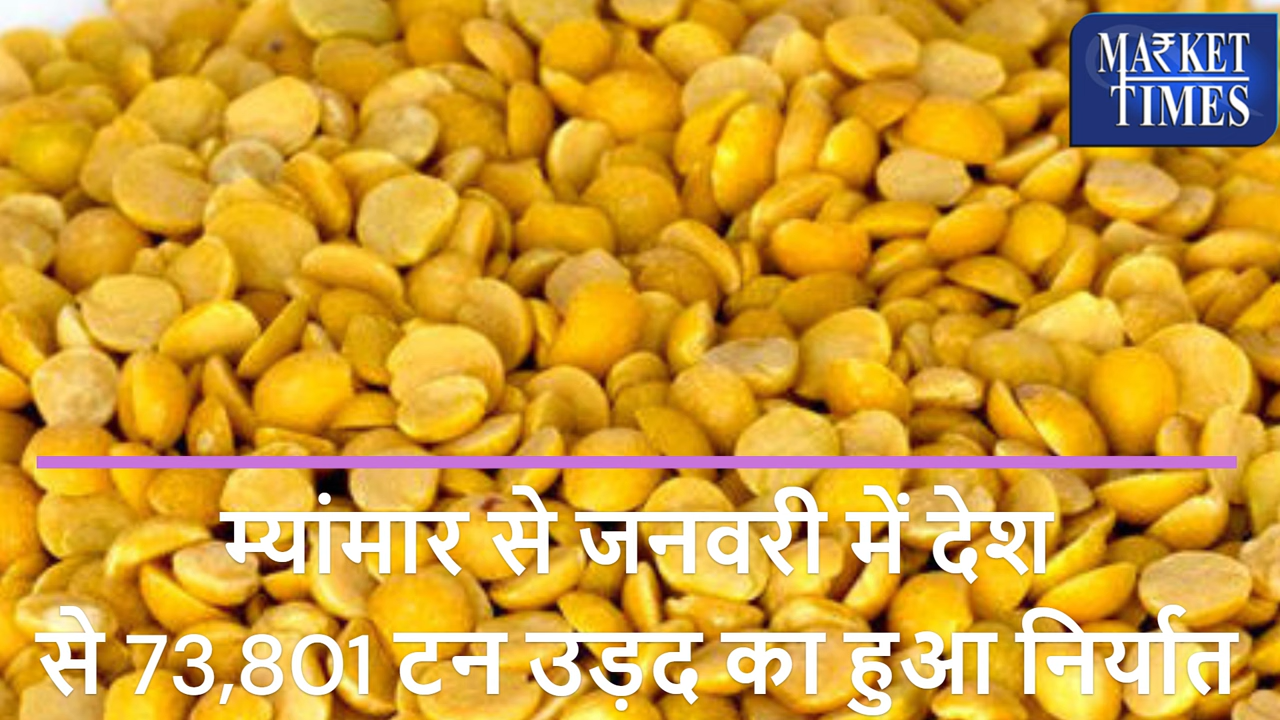 MA₹KET
TIMES
म्यांमार से जनवरी में देश
से 73,801 टन उड़द का हुआ निर्यात